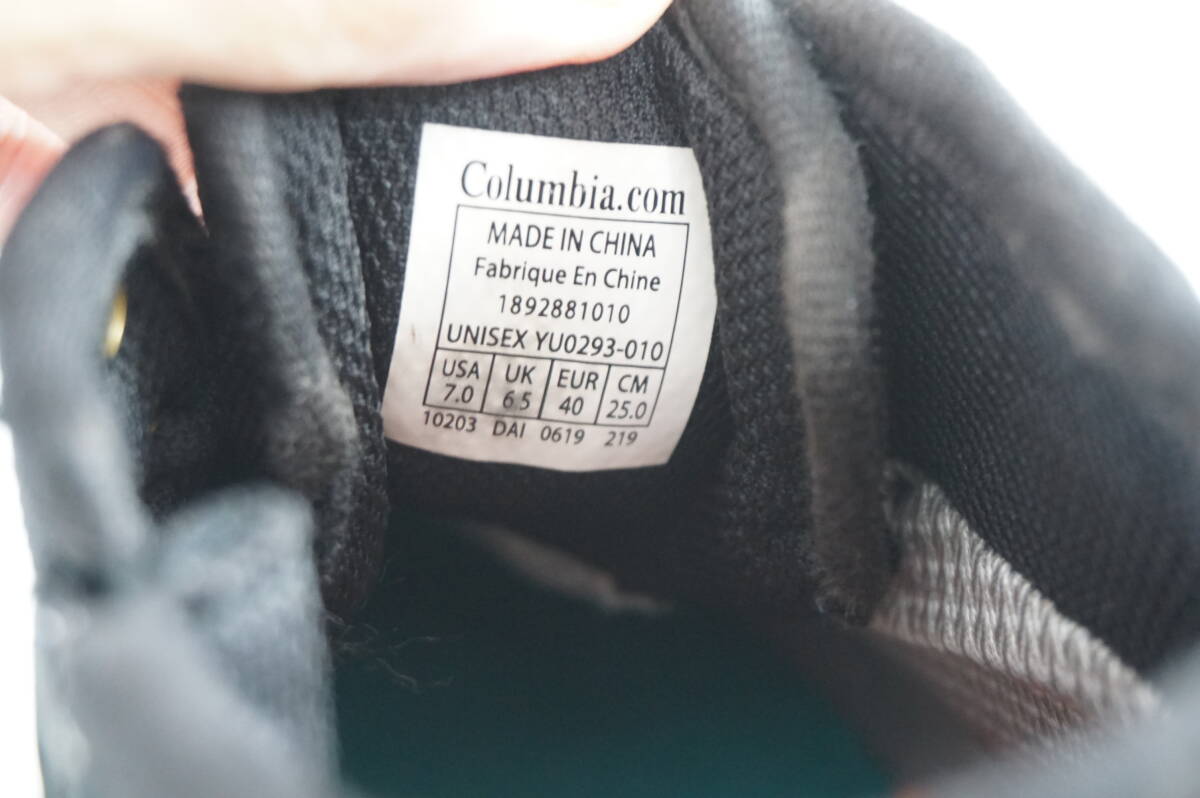 Columbia.com
MADE IN CHINA
Fabrique En Chine
1892881010
UNISEX YU0293-010
USA UK EUR CM
7.0 6.5 40 25.0
10203 DAI 0619 219